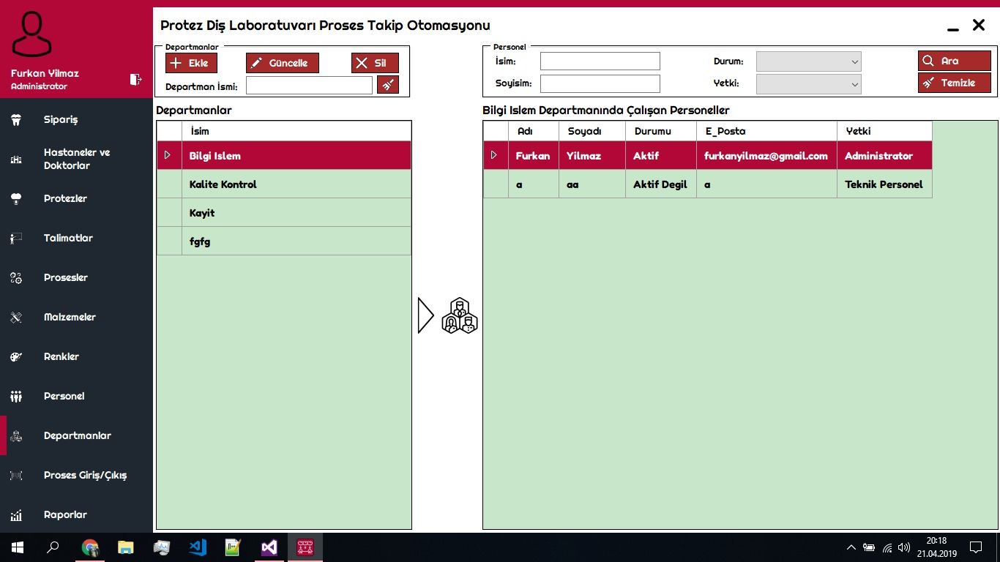 Protez Diş Laboratuvarı Proses Takip Otomasyonu
Furkan Yilmaz
Administrator
Sipariş
Hastaneler ve
Doktorlar
Protezler
Talimatlar
Prosesler
Malzemeler
Renkler
Personel
Departmanlar
Proses Giriş/Çıkış
Raporlar
Departmanlar
Ekle
Güncelle
Sil
Departman İsmi:
Personel
İsim:
Durum:
Ara
Soyisim:
Yetki:
Temizle
Departmanlar
İsim
Bilgi Islem
Kalite Kontrol
Kayit
fgfg
Bilgi Islem Departmanında Çalışan Personeller
Adı Soyadı Durumu E_Posta Yetki
Furkan Yilmaz Aktif furkanyilmaz@gmail.com Administrator
a aa Aktif Degil a Teknik Personel
20:18
21.04.2019